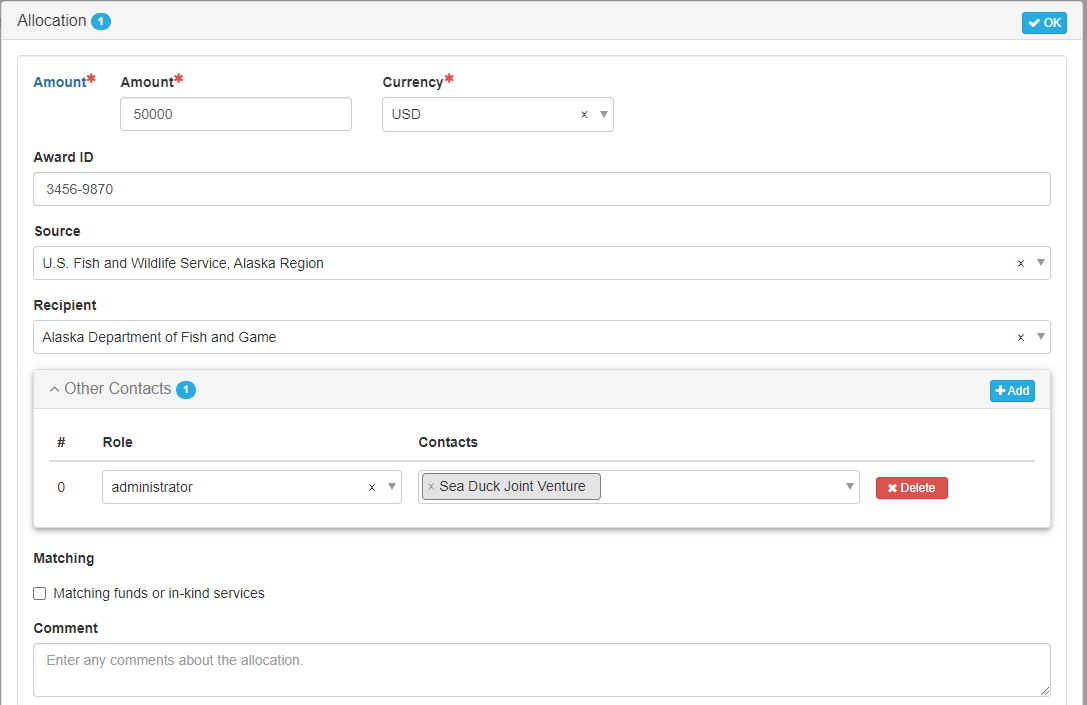 Allocation 1
OK
Amount* Amount* Currency*
50000 USD x
Award ID
3456-9870
Source
U.S. Fish and Wildlife Service, Alaska Region x
Recipient
Alaska Department of Fish and Game x
Other Contacts 1
Add
# Role Contacts
0 administrator x × Sea Duck Joint Venture Delete
Matching
Matching funds or in-kind services
Comment
Enter any comments about the allocation.